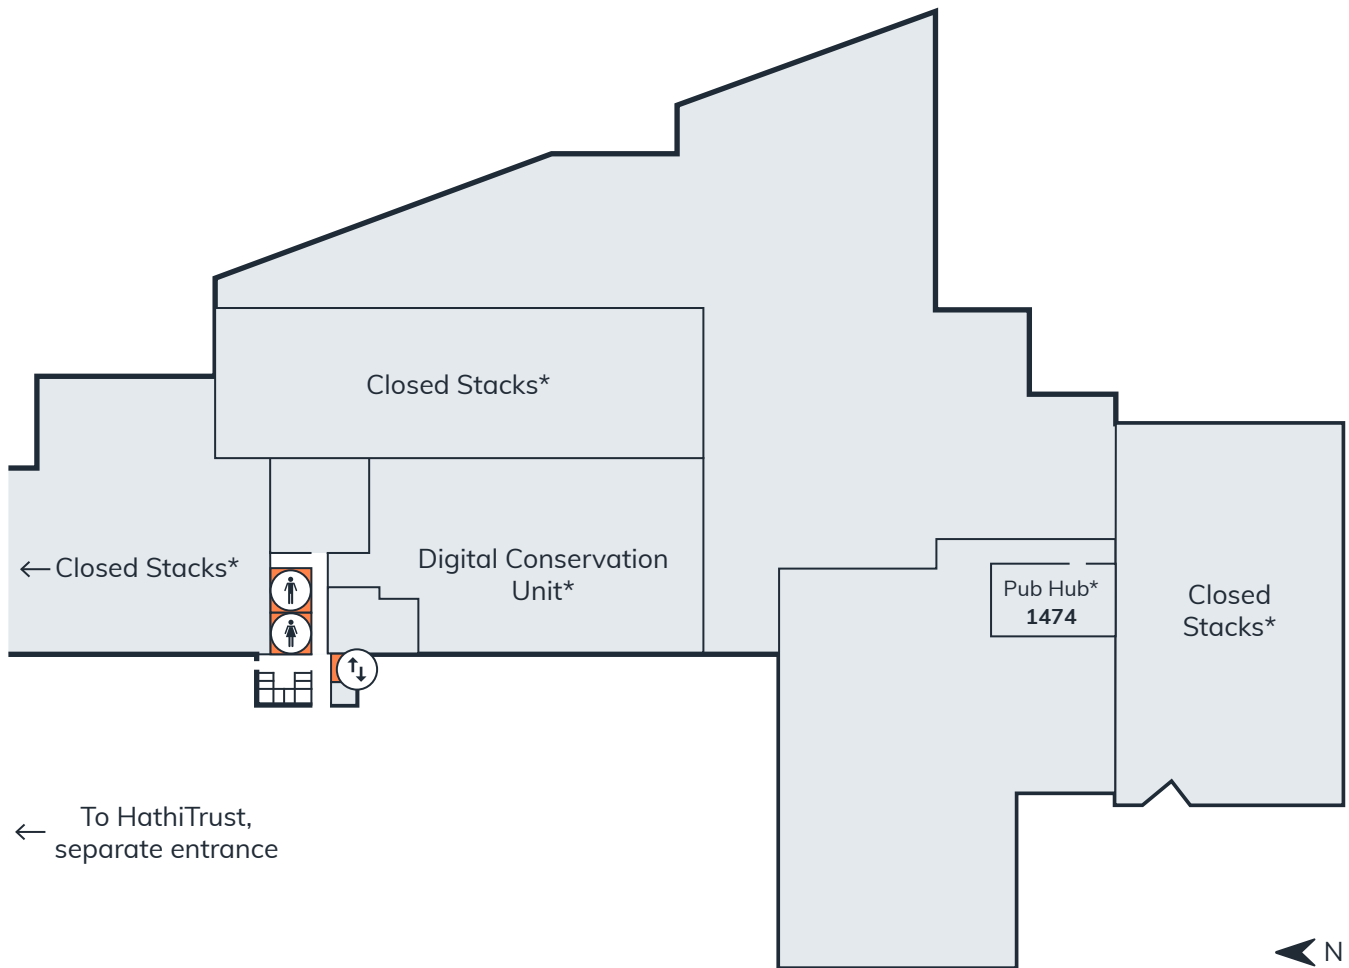 Closed Stacks*
Digital Conservation
Unit*
Closed Stacks*
Pub Hub*
1474
Closed
Stacks*
To HathiTrust,
separate entrance
N